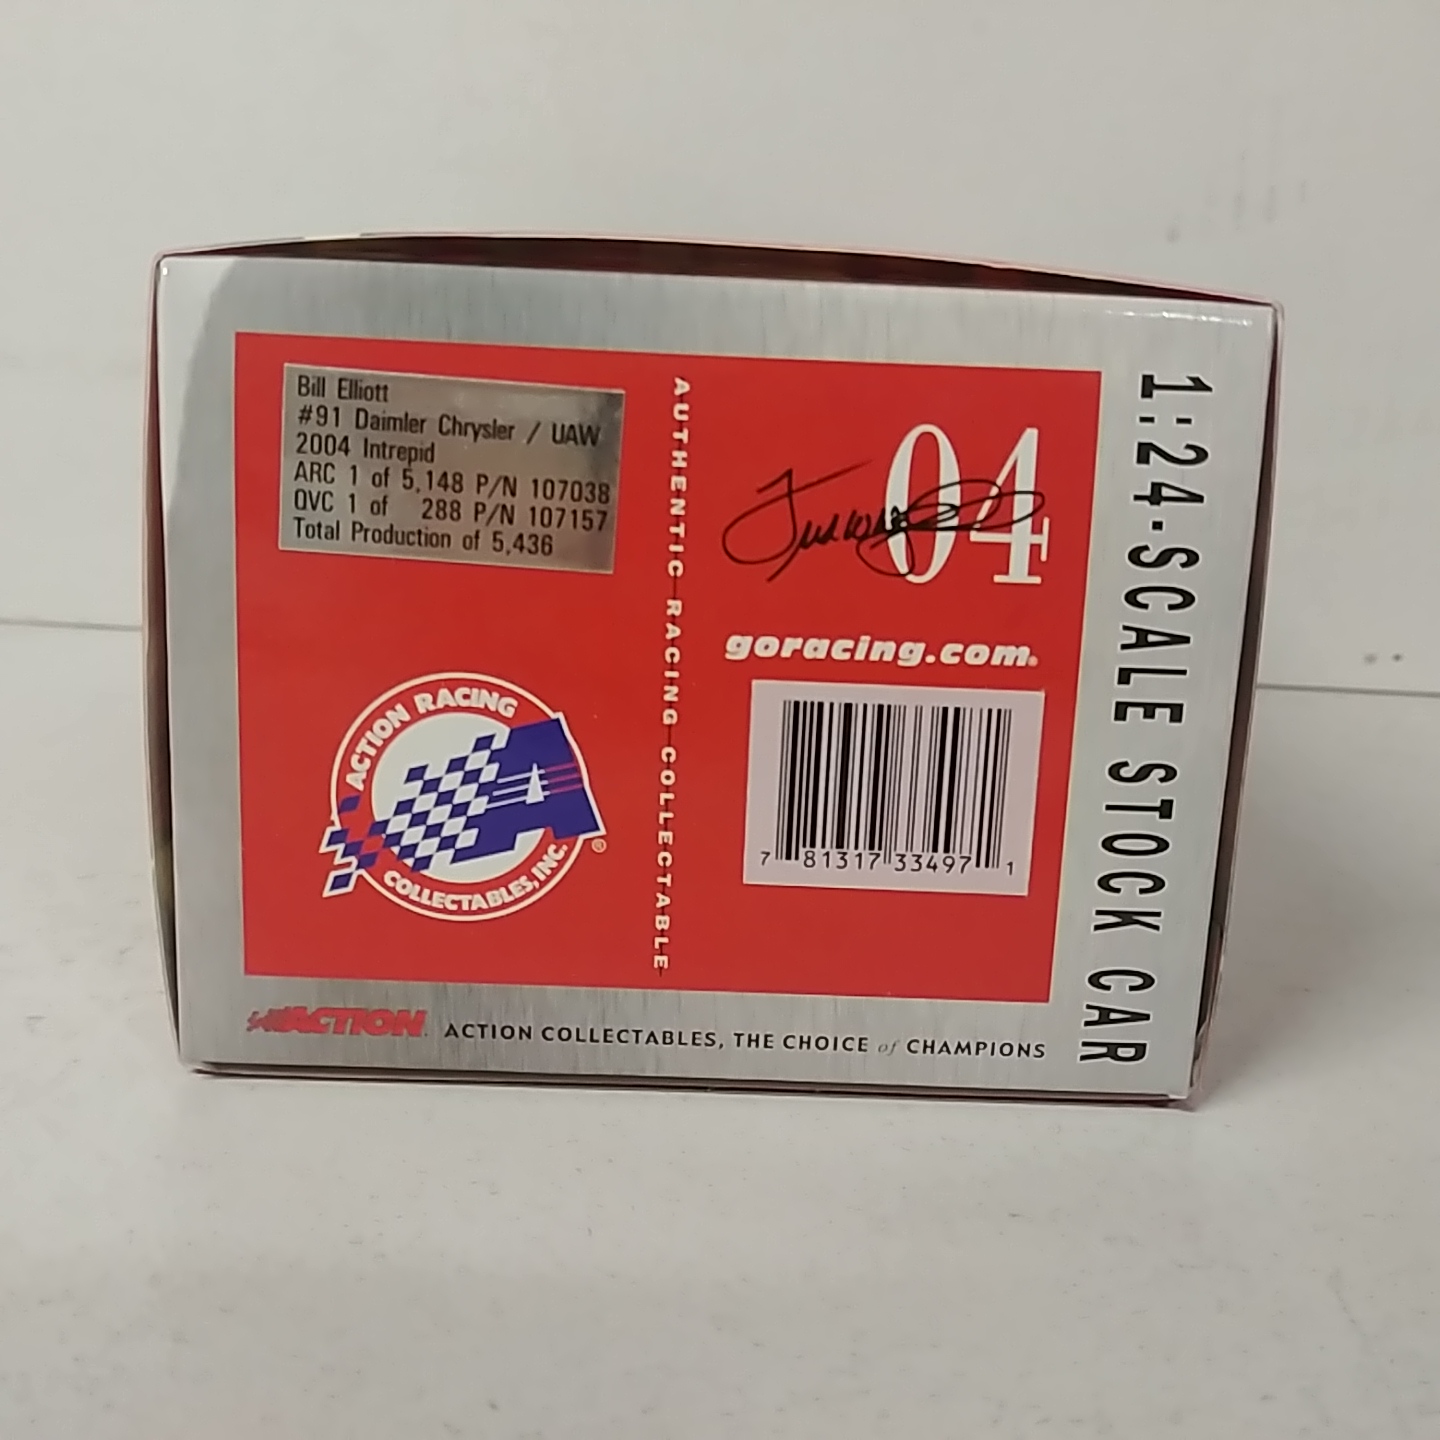 Bill Elliott
#91 Daimler Chrysler / UAW
2004 Intrepid
ARC 1 of 5,148 P/N 107038
QVC 1 of 288 P/N 107157
Total Production of 5,436
AUTHENTIC RACING COLLECTABLE
04
goracing.com®
7 81317 33497 1
ACTION RACING
COLLECTABLES, INC.
®
1:24-SCALE STOCK CAR
ACTION
ACTION COLLECTABLES, THE CHOICE of CHAMPIONS